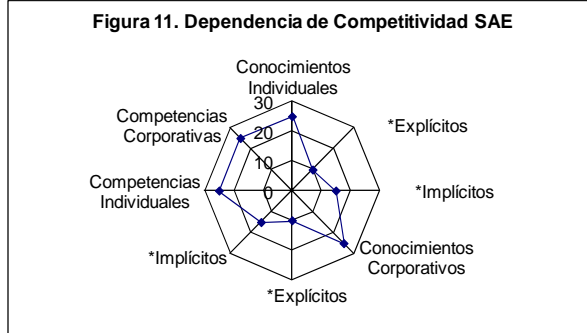 Figura 11. Dependencia de Competitividad SAE
Conocimientos
Individuales
30
20
10
0
*Explícitos
*Implícitos
Conocimientos
Corporativos
*Explícitos
*Implícitos
Competencias
Individuales
Competencias
Corporativas